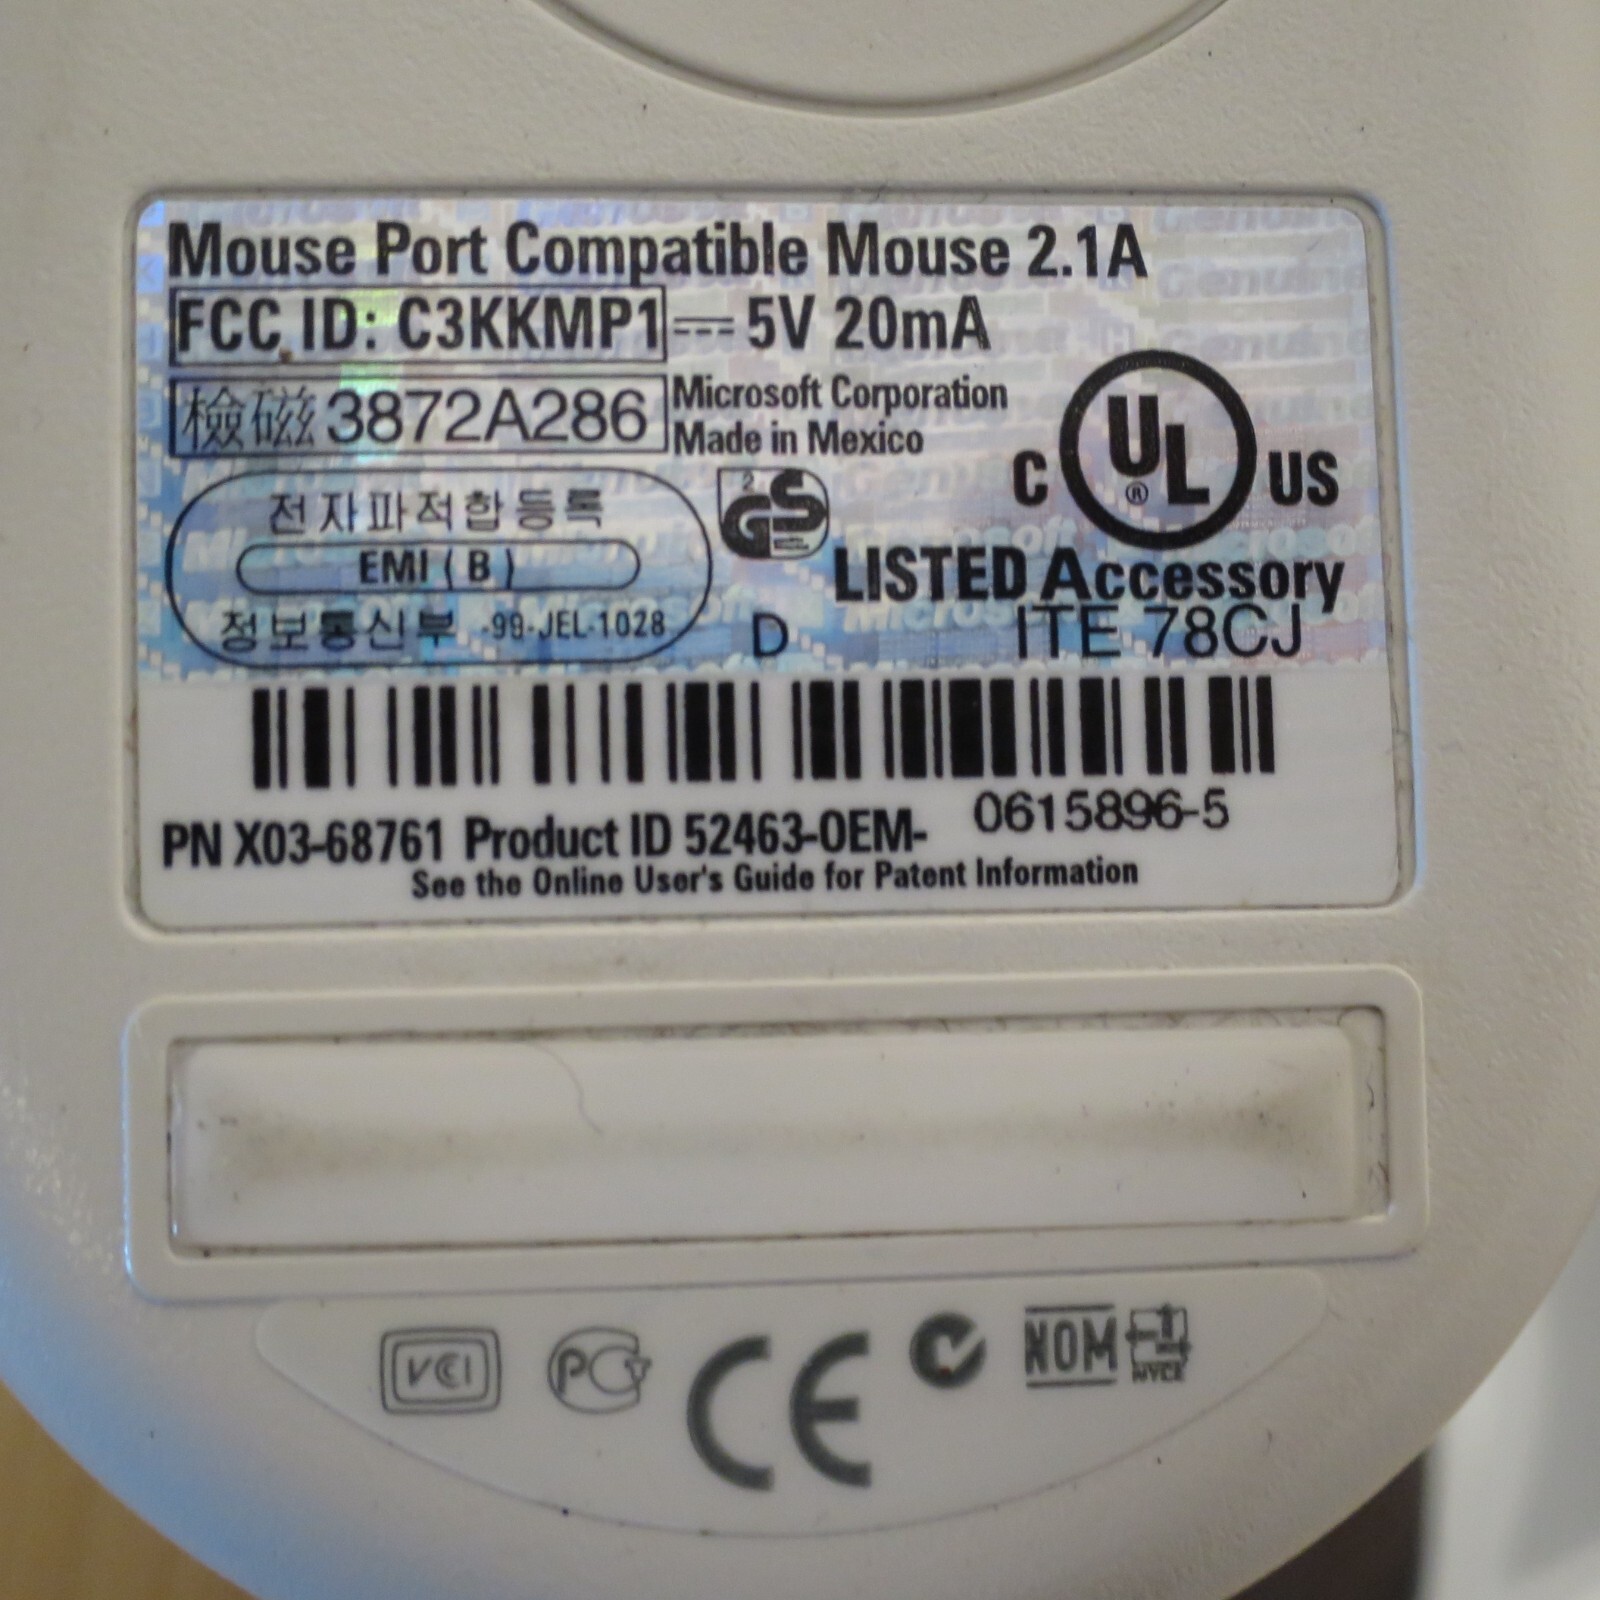 Mouse Port Compatible Mouse 2.1A
FCC ID: C3KKMP1 5V 20mA
檢磁 3872A286
Microsoft Corporation
Made in Mexico
C UL® US
전자파적합등록
EMI ( B )
정보통신부 -99-JEL-1028
GS
D
LISTED Accessory
ITE 78CJ
PN X03-68761 Product ID 52463-OEM- 0615896-5
See the Online User's Guide for Patent Information
VCI PC CE NOM
NYCE